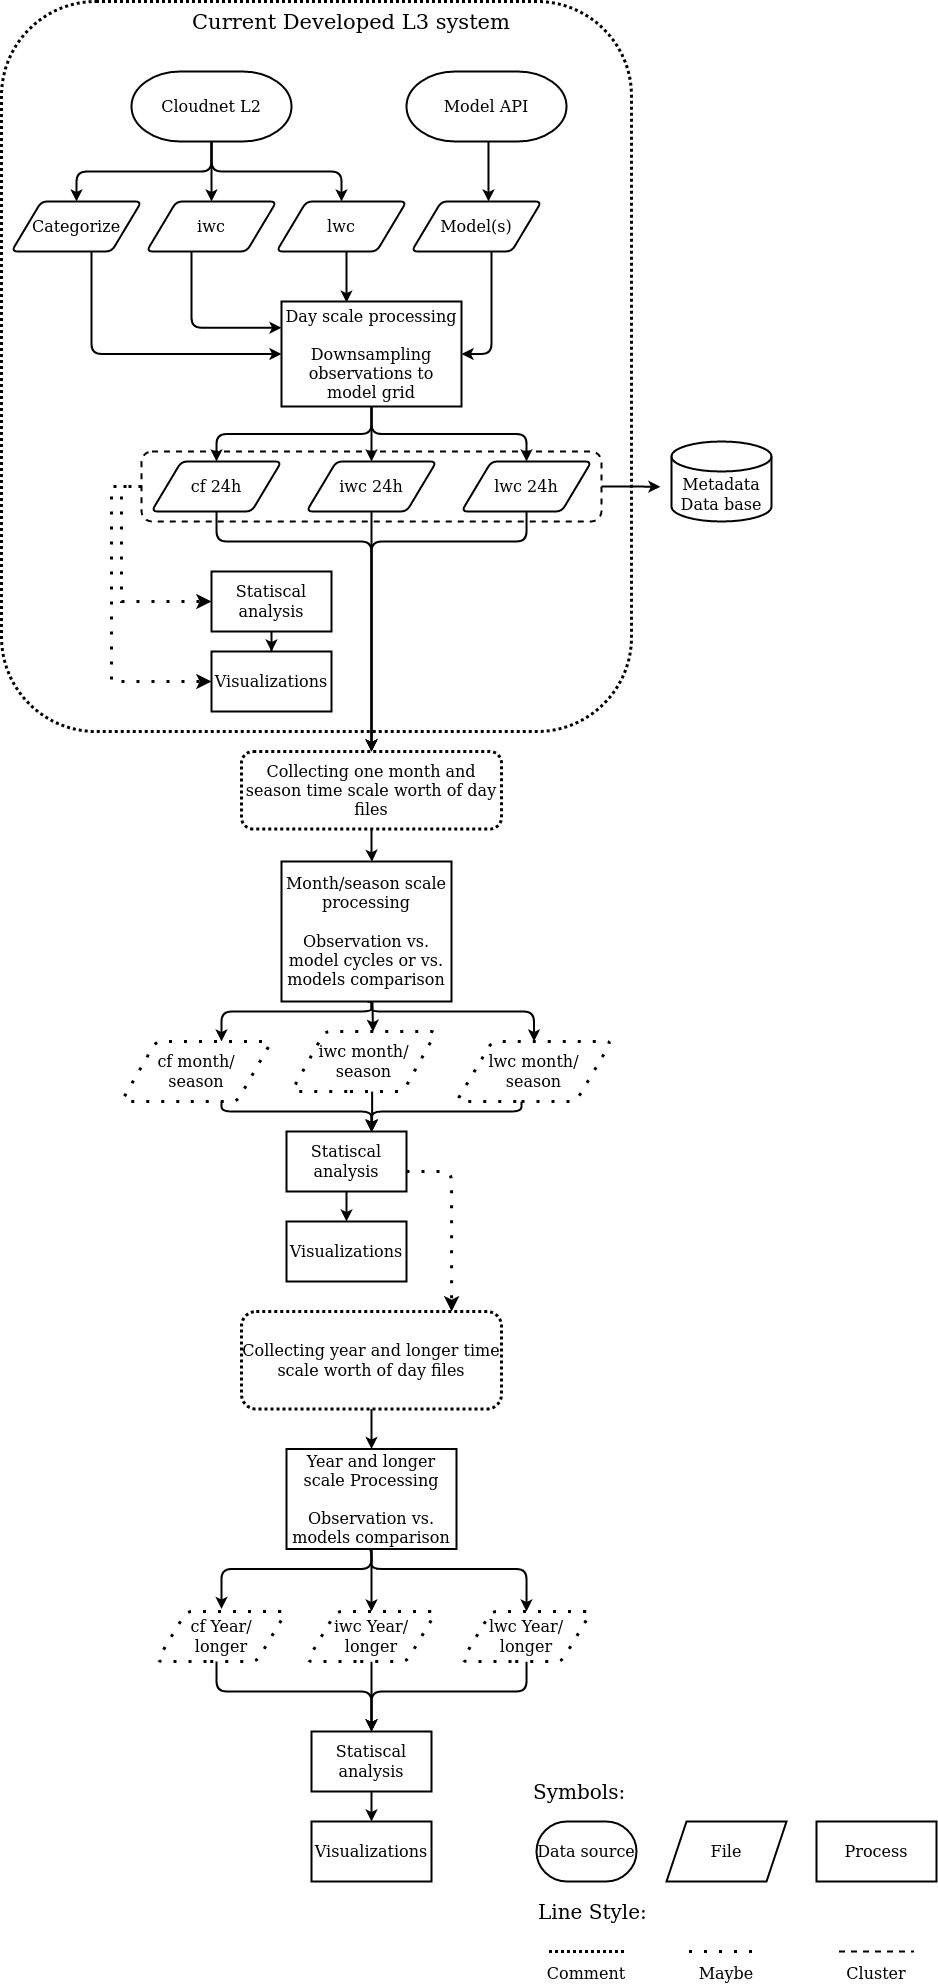 Current Developed L3 system
Cloudnet L2
Model API
Categorize
iwc
lwc
Model(s)
Day scale processing
Downsampling
observations to
model grid
cf 24h
iwc 24h
lwc 24h
Metadata
Data base
Statiscal
analysis
Visualizations
Collecting one month and
season time scale worth of day
files
Month/season scale
processing
Observation vs.
model cycles or vs.
models comparison
cf month/
season
iwc month/
season
lwc month/
season
Statiscal
analysis
Visualizations
Collecting year and longer time
scale worth of day files
Year and longer
scale Processing
Observation vs.
models comparison
cf Year/
longer
iwc Year/
longer
lwc Year/
longer
Statiscal
analysis
Visualizations
Symbols:
Data source
File
Process
Line Style:
Comment
Maybe
Cluster